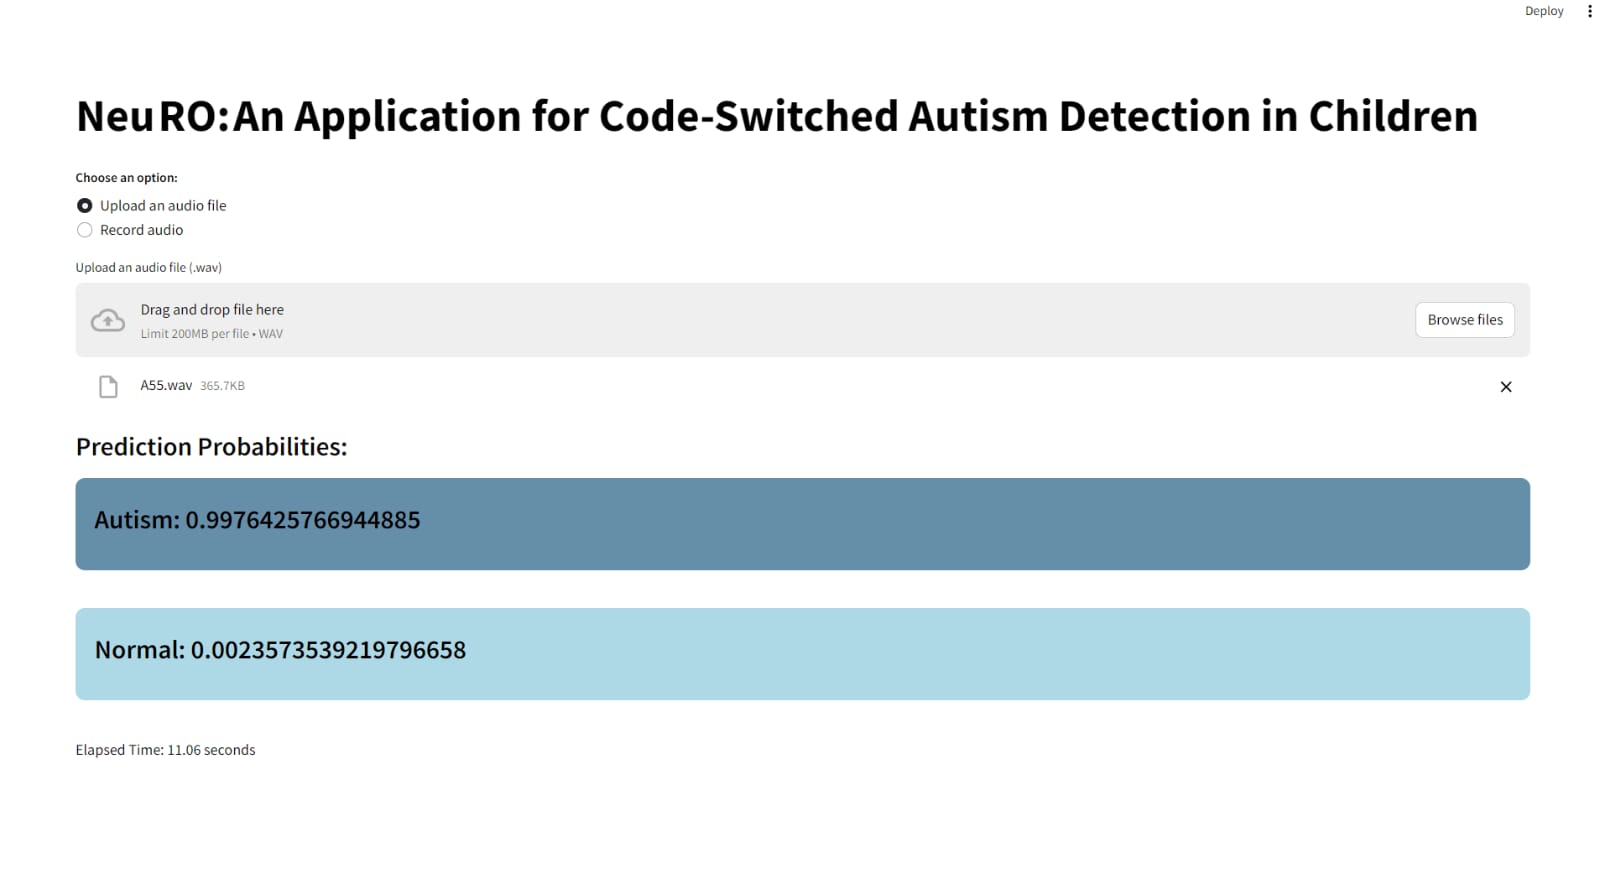 Deploy
NeuRO:An Application for Code-Switched Autism Detection in Children
Choose an option:
Upload an audio file
Record audio
Upload an audio file (.wav)
Drag and drop file here
Limit 200MB per file • WAV
Browse files
A55.wav 365.7KB
Prediction Probabilities:
Autism: 0.9976425766944885
Normal: 0.0023573539219796658
Elapsed Time: 11.06 seconds